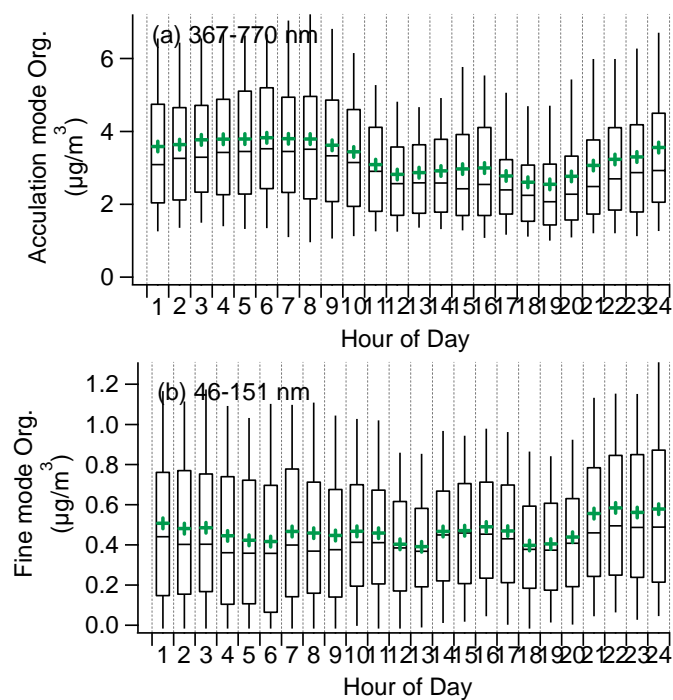 (a) 367-770 nm
Acculation mode Org.
(µg/m³)
6
4
2
0
1 2 3 4 5 6 7 8 9 10 11 12 13 14 15 16 17 18 19 20 21 22 23 24
Hour of Day
(b) 46-151 nm
Fine mode Org.
(µg/m³)
1.2
1.0
0.8
0.6
0.4
0.2
0.0
1 2 3 4 5 6 7 8 9 10 11 12 13 14 15 16 17 18 19 20 21 22 23 24
Hour of Day